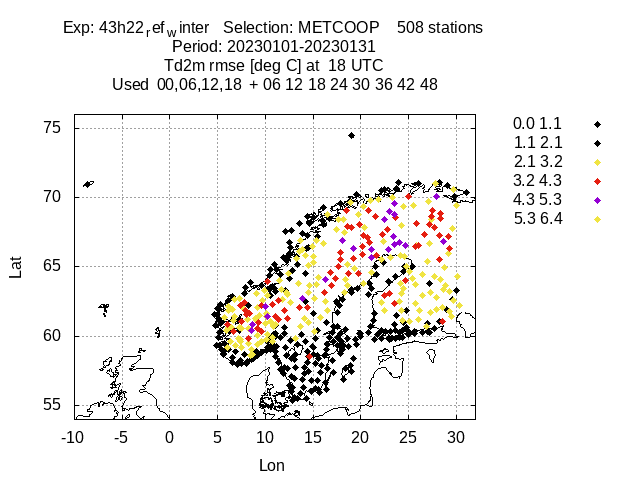 Exp: 43h22refwinter   Selection: METCOOP    508 stations
Period: 20230101-20230131
Td2m rmse [deg C] at  18 UTC
Used  00,06,12,18  + 06 12 18 24 30 36 42 48
0.0 1.1
1.1 2.1
2.1 3.2
3.2 4.3
4.3 5.3
5.3 6.4
75
70
65
60
55
Lat
-10 -5 0 5 10 15 20 25 30
Lon